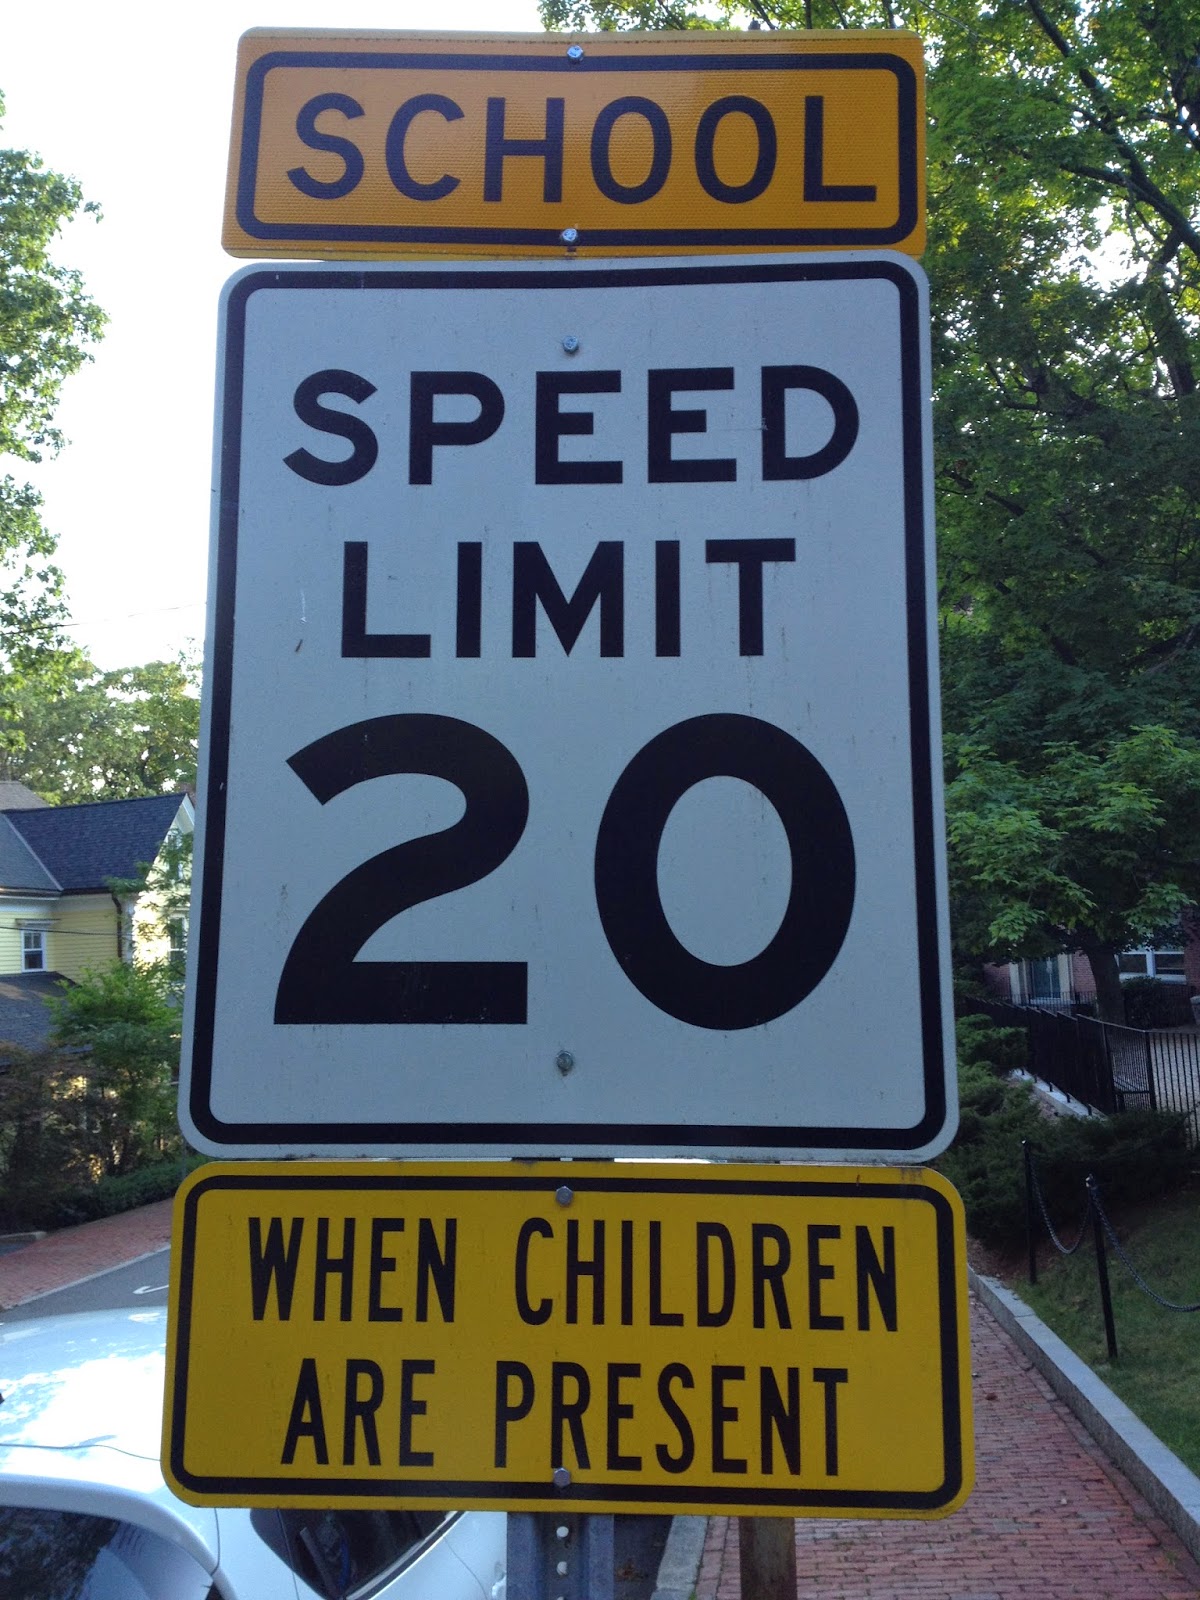 SCHOOL
SPEED
LIMIT
20
WHEN CHILDREN
ARE PRESENT